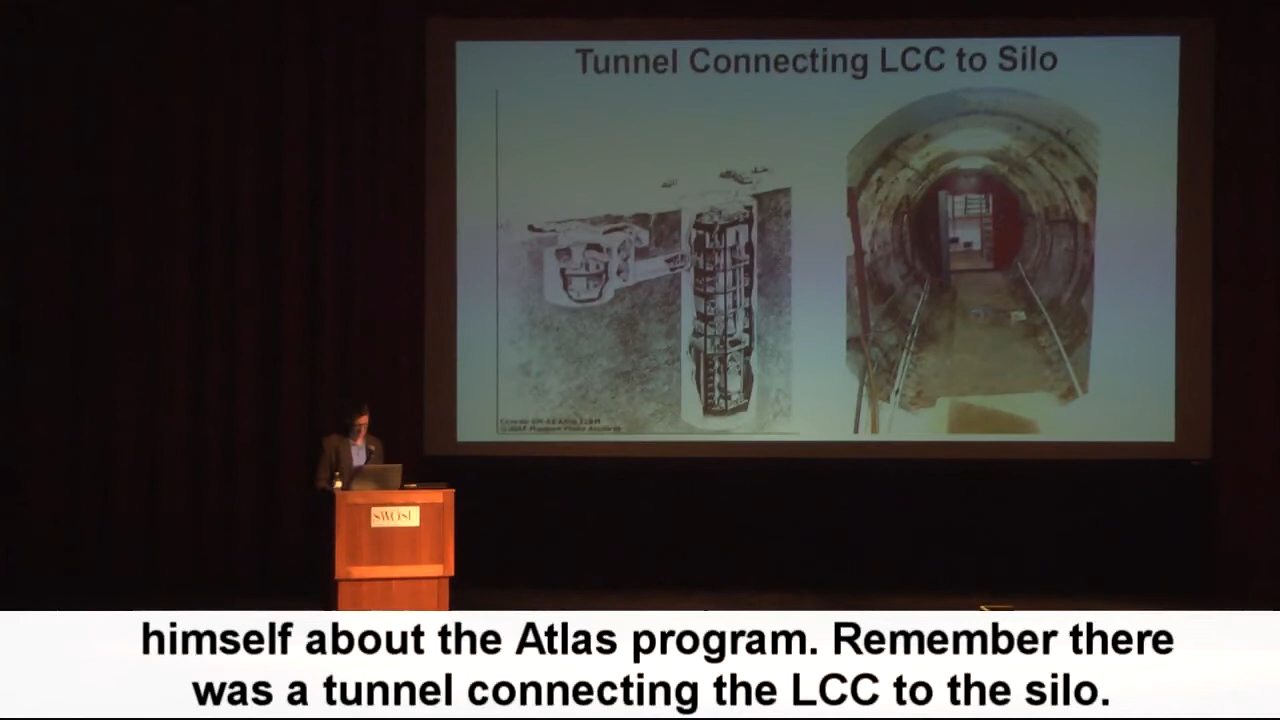 Tunnel Connecting LCC to Silo
SWOSU
himself about the Atlas program. Remember there
was a tunnel connecting the LCC to the silo.